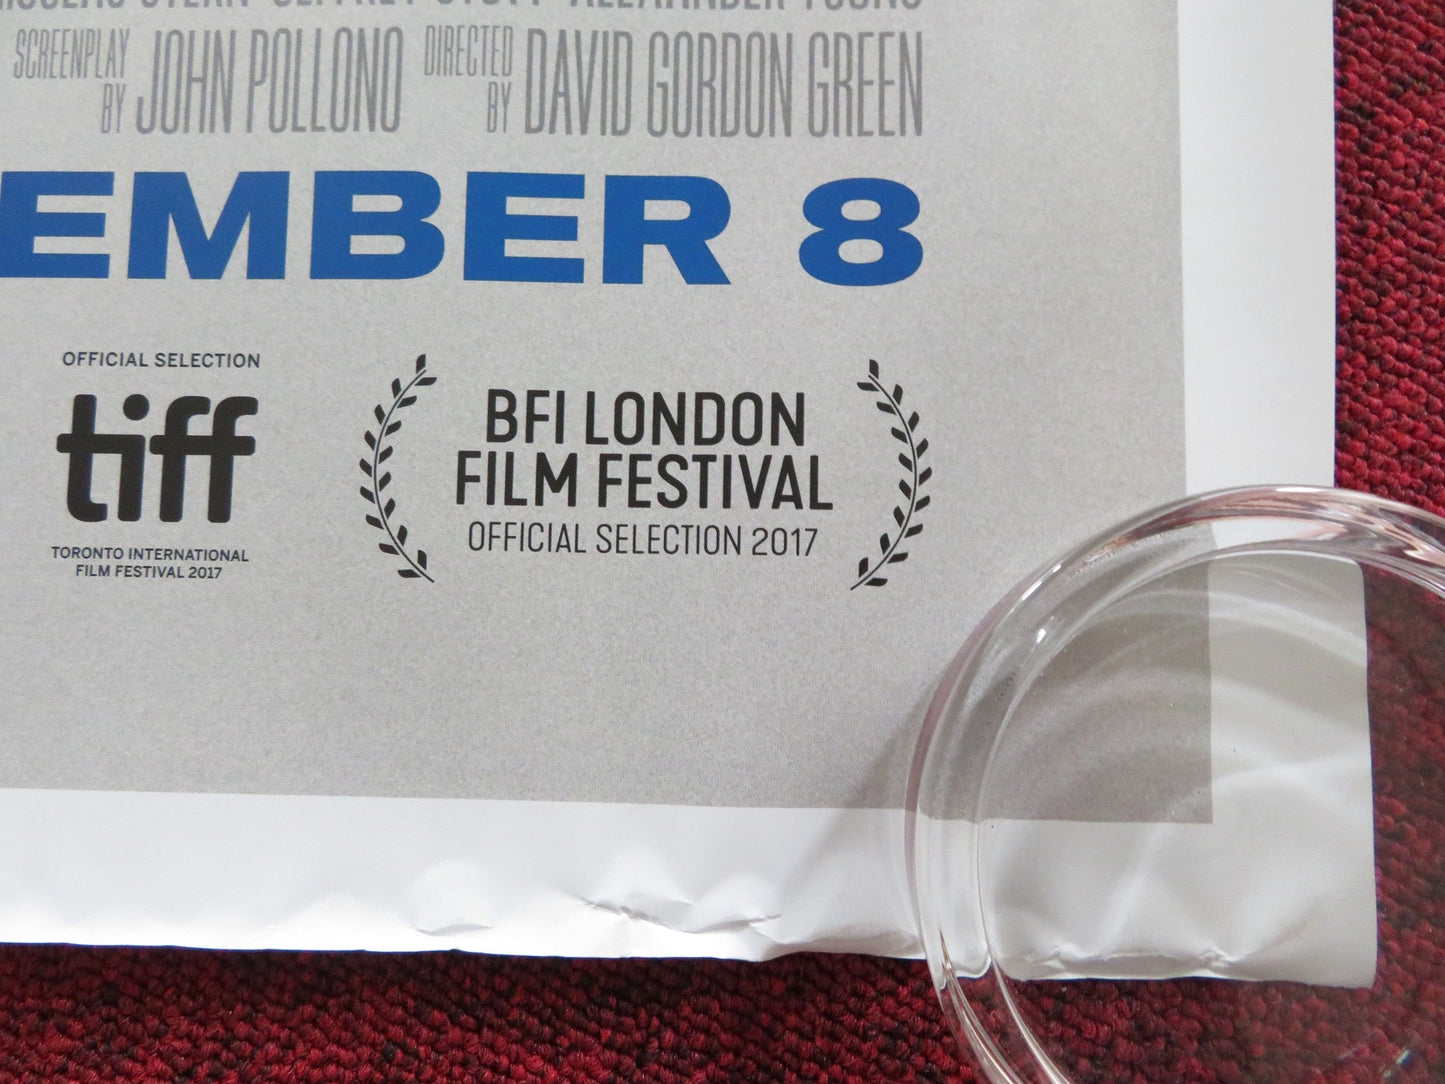 SCREENPLAY BY JOHN POLLONO DIRECTED BY DAVID GORDON GREEN
EMBER 8
OFFICIAL SELECTION
tiff
TORONTO INTERNATIONAL
FILM FESTIVAL 2017
BFI LONDON
FILM FESTIVAL
OFFICIAL SELECTION 2017